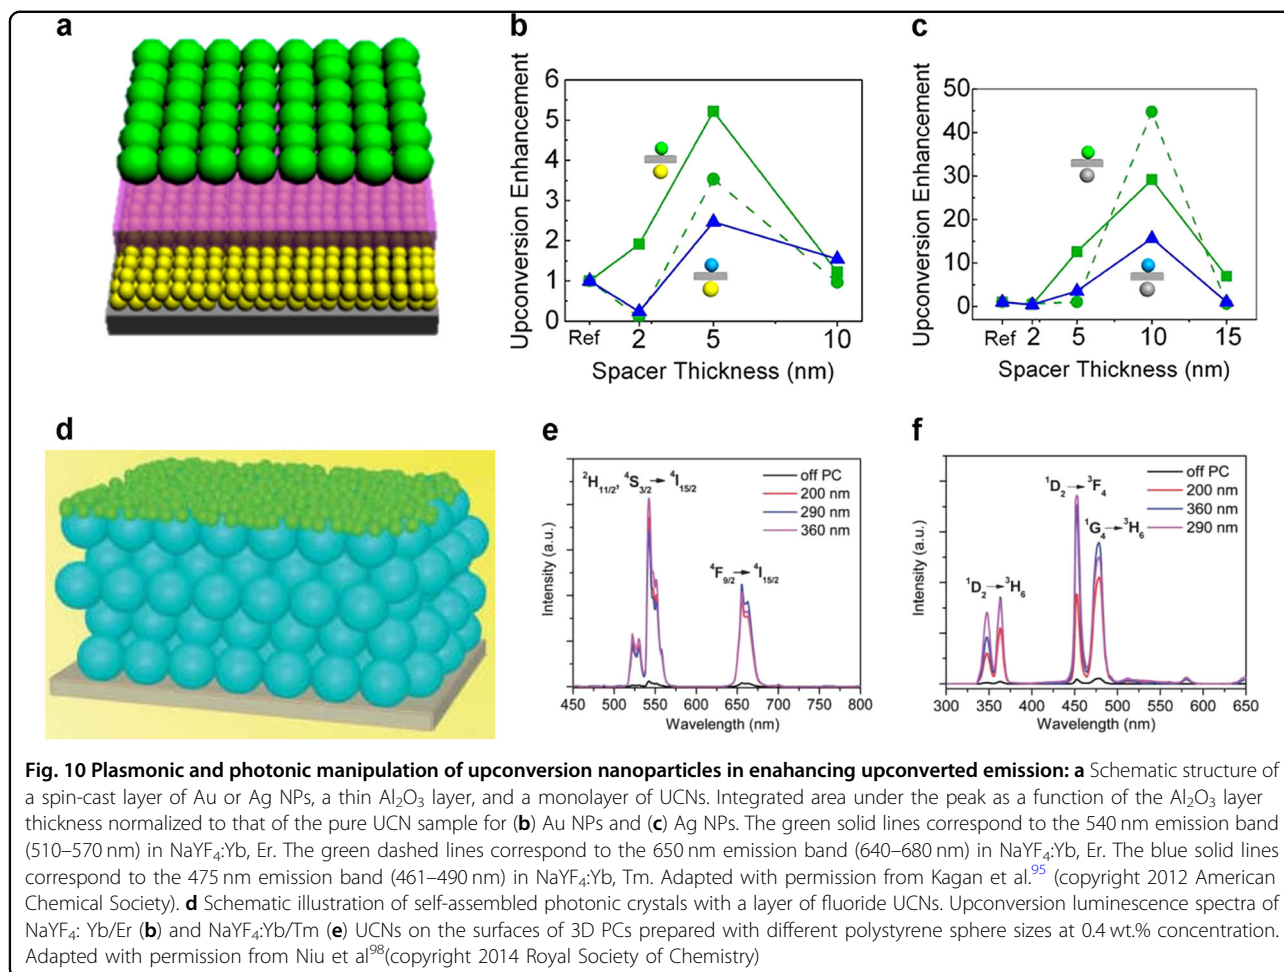 a
b
Upconversion Enhancement
6
5
4
3
2
1
0
Ref
2
5
10
Spacer Thickness (nm)
c
Upconversion Enhancement
50
40
30
20
10
0
Ref
2
5
10
15
Spacer Thickness (nm)
d
e
Intensity (a.u.)
²H₁₁/₂, ⁴S₃/₂→⁴I₁₅/₂
⁴F₉/₂→⁴I₁₅/₂
off PC
200 nm
290 nm
360 nm
450 500 550 600 650 700 750 800
Wavelength (nm)
f
Intensity (a.u.)
¹D₂→³F₄
¹G₄→³H₆
¹D₂→³H₆
off PC
200 nm
360 nm
290 nm
300 350 400 450 500 550 600 650
Wavelength (nm)
Fig. 10 Plasmonic and photonic manipulation of upconversion nanoparticles in enahancing upconverted emission: a Schematic structure of
a spin-cast layer of Au or Ag NPs, a thin Al₂O₃ layer, and a monolayer of UCNs. Integrated area under the peak as a function of the Al₂O₃ layer
thickness normalized to that of the pure UCN sample for (b) Au NPs and (c) Ag NPs. The green solid lines correspond to the 540 nm emission band
(510–570 nm) in NaYF₄:Yb, Er. The green dashed lines correspond to the 650 nm emission band (640–680 nm) in NaYF₄:Yb, Er. The blue solid lines
correspond to the 475 nm emission band (461–490 nm) in NaYF₄:Yb, Tm. Adapted with permission from Kagan et al.⁹⁵ (copyright 2012 American
Chemical Society). d Schematic illustration of self-assembled photonic crystals with a layer of fluoride UCNs. Upconversion luminescence spectra of
NaYF₄: Yb/Er (b) and NaYF₄:Yb/Tm (e) UCNs on the surfaces of 3D PCs prepared with different polystyrene sphere sizes at 0.4 wt.% concentration.
Adapted with permission from Niu et al⁹⁸(copyright 2014 Royal Society of Chemistry)